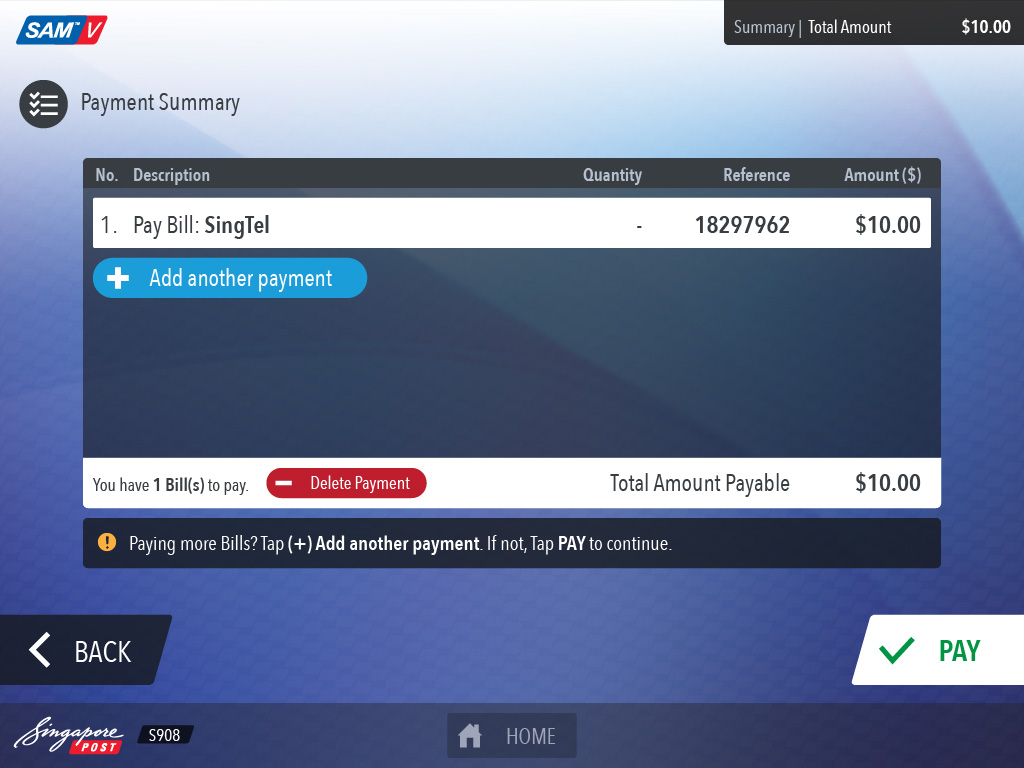 SAM™ V
Summary | Total Amount $10.00
Payment Summary
No. Description Quantity Reference Amount ($)
1. Pay Bill: SingTel - 18297962 $10.00
+ Add another payment
You have 1 Bill(s) to pay. Delete Payment Total Amount Payable $10.00
Paying more Bills? Tap (+) Add another payment. If not, Tap PAY to continue.
BACK PAY
Singapore POST S908 HOME